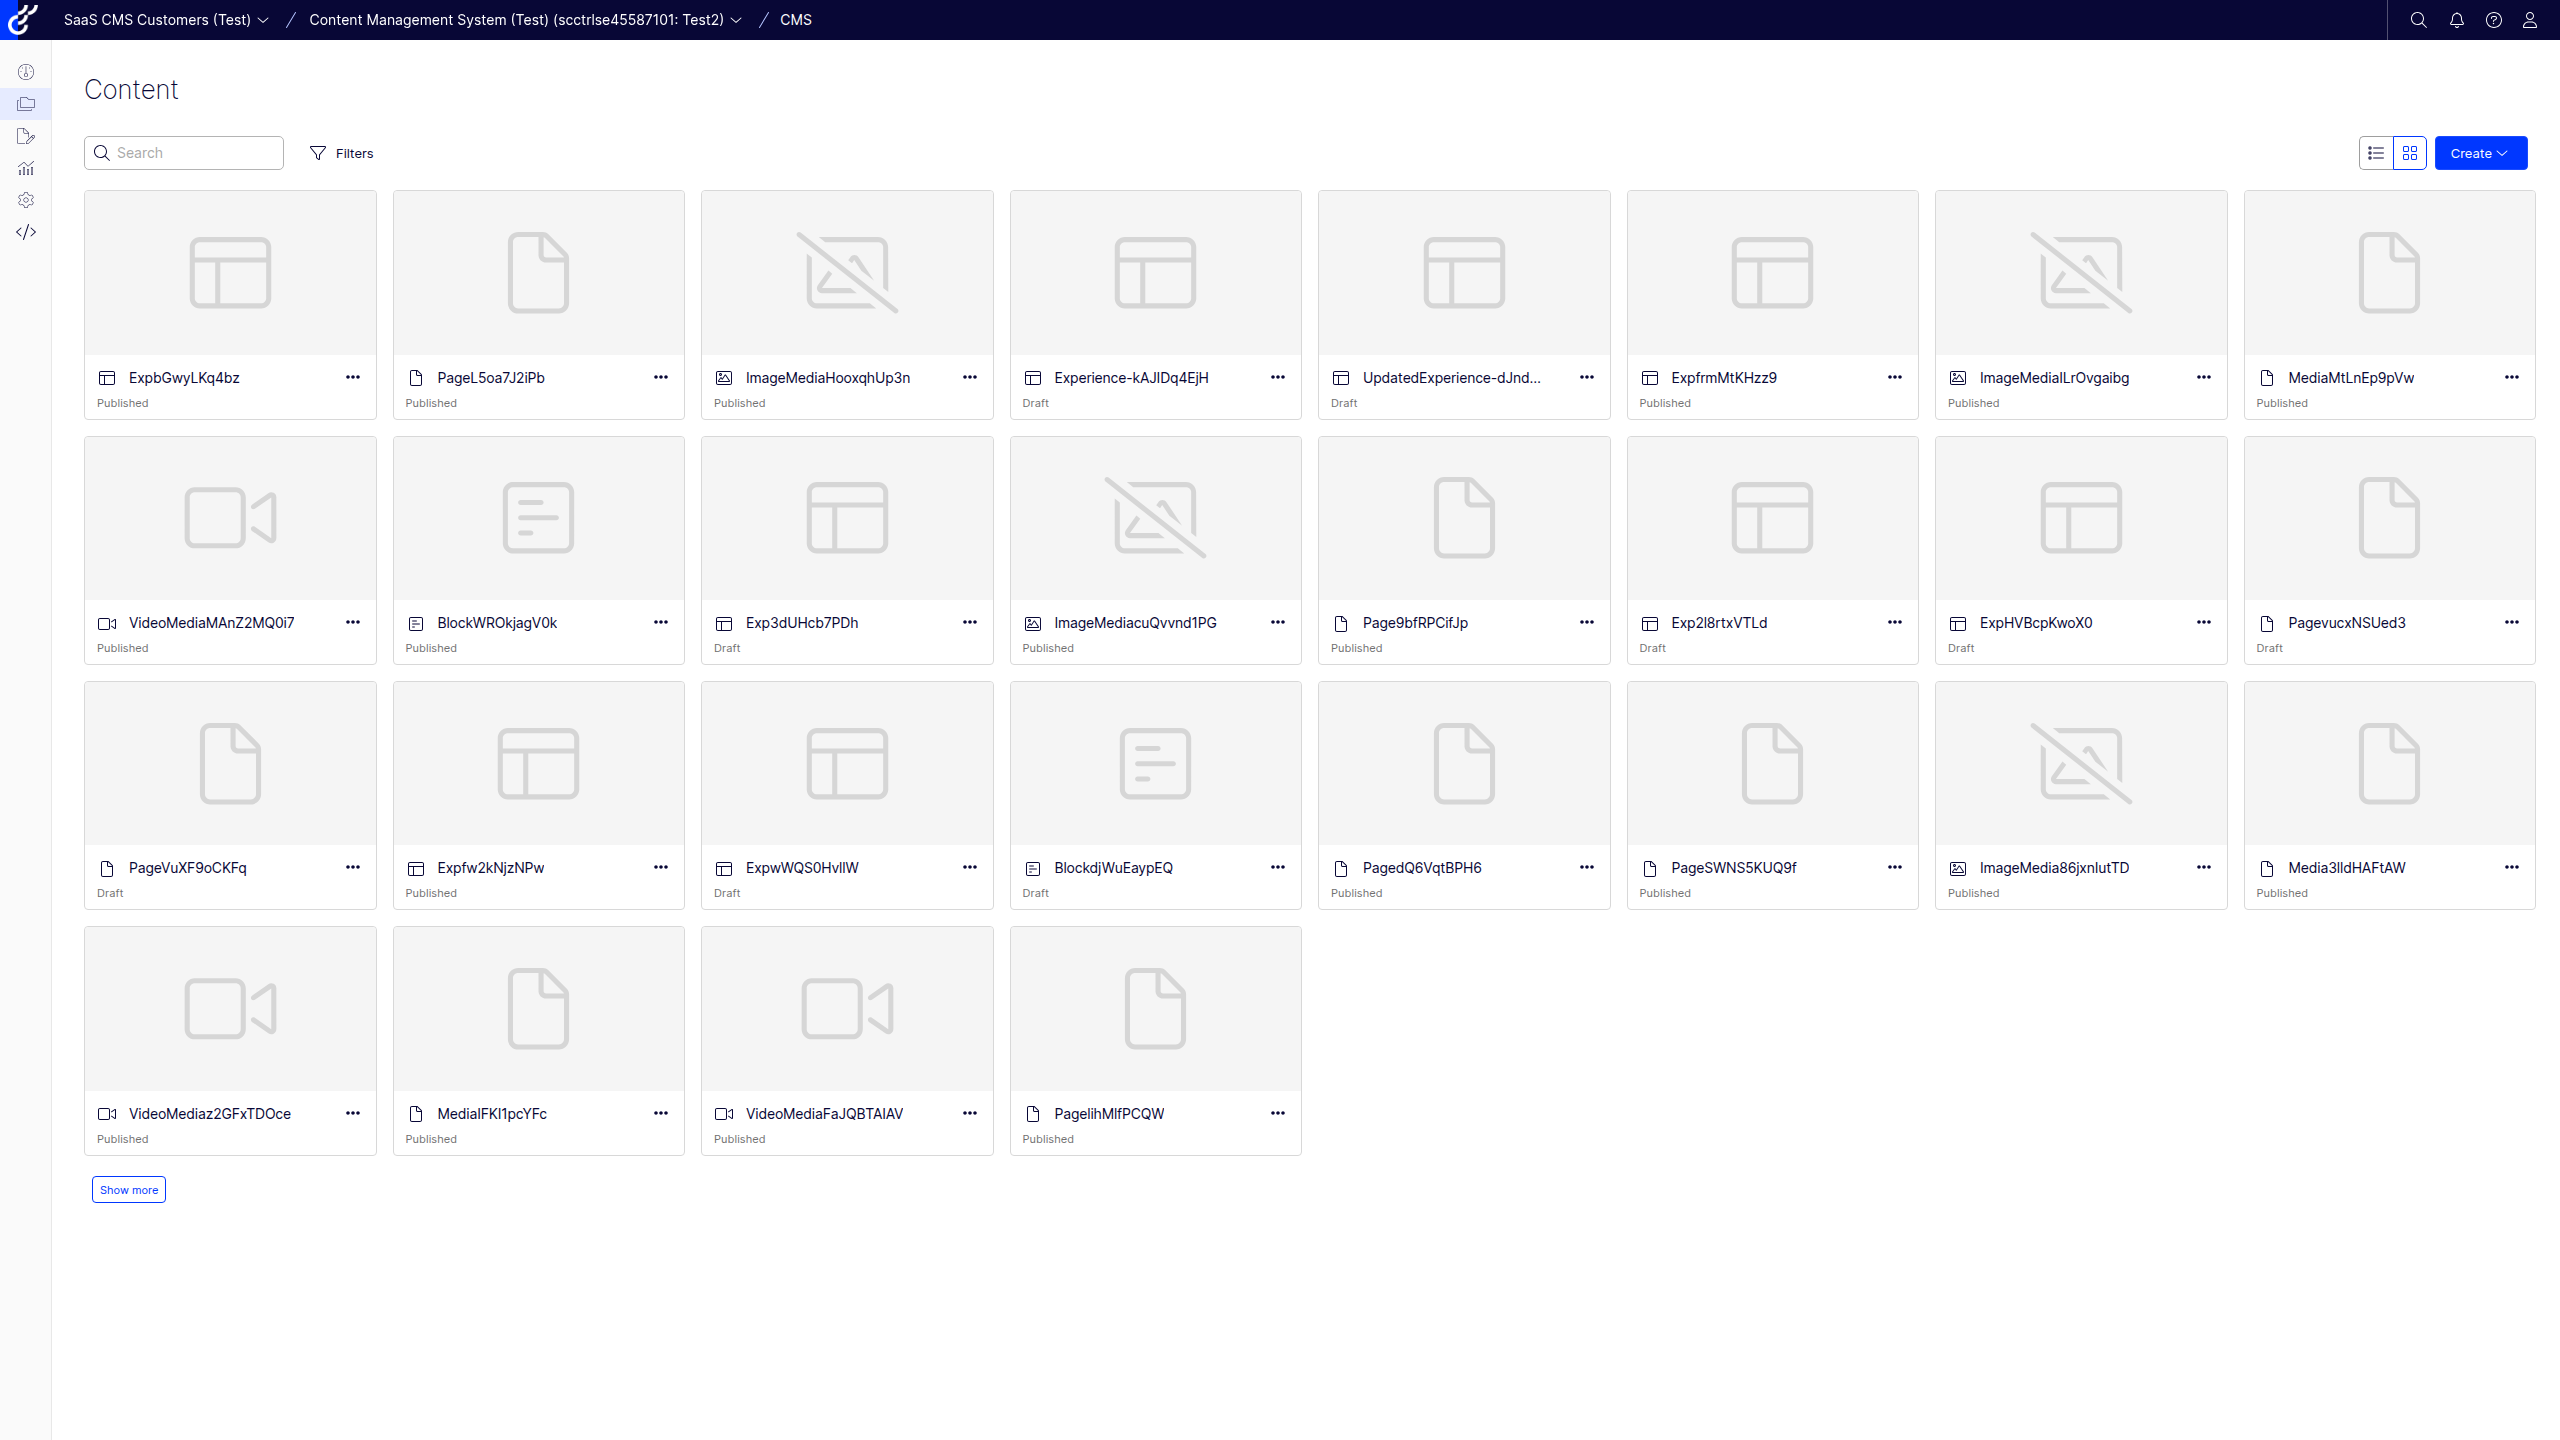 SaaS CMS Customers (Test) / Content Management System (Test) (scctrlse45587101: Test2) / CMS
Content
Search Filters Create
ExpbGwyLKq4bz PageL5oa7J2iPb ImageMediaHooxqhUp3n Experience-kAJlDq4EjH UpdatedExperience-dJnd... ExpfrmMtKHzz9 ImageMediaILrOvgaibg MediaMtLnEp9pVw
Published Published Published Draft Draft Published Published Published
VideoMediaMAnZ2MQ0i7 BlockWROkjagV0k Exp3dUHcb7PDh ImageMediacuQvvnd1PG Page9bfRPCifJp Exp2I8rtxVTLd ExpHVBcpKwoX0 PagevucxNSUed3
Published Published Draft Published Published Draft Draft Draft
PageVuXF9oCKFq Expfw2kNjzNPw ExpwWQS0HvlIW BlockdjWuEaypEQ PagedQ6VqtBPH6 PageSWNS5KUQ9f ImageMedia86jxnlutTD Media3lldHAFtAW
Draft Published Draft Draft Published Published Published Published
VideoMediaz2GFxTDOce MediaIFKI1pcYFc VideoMediaFaJQBTAIAV PagelihMlfPCQW
Published Published Published Published
Show more